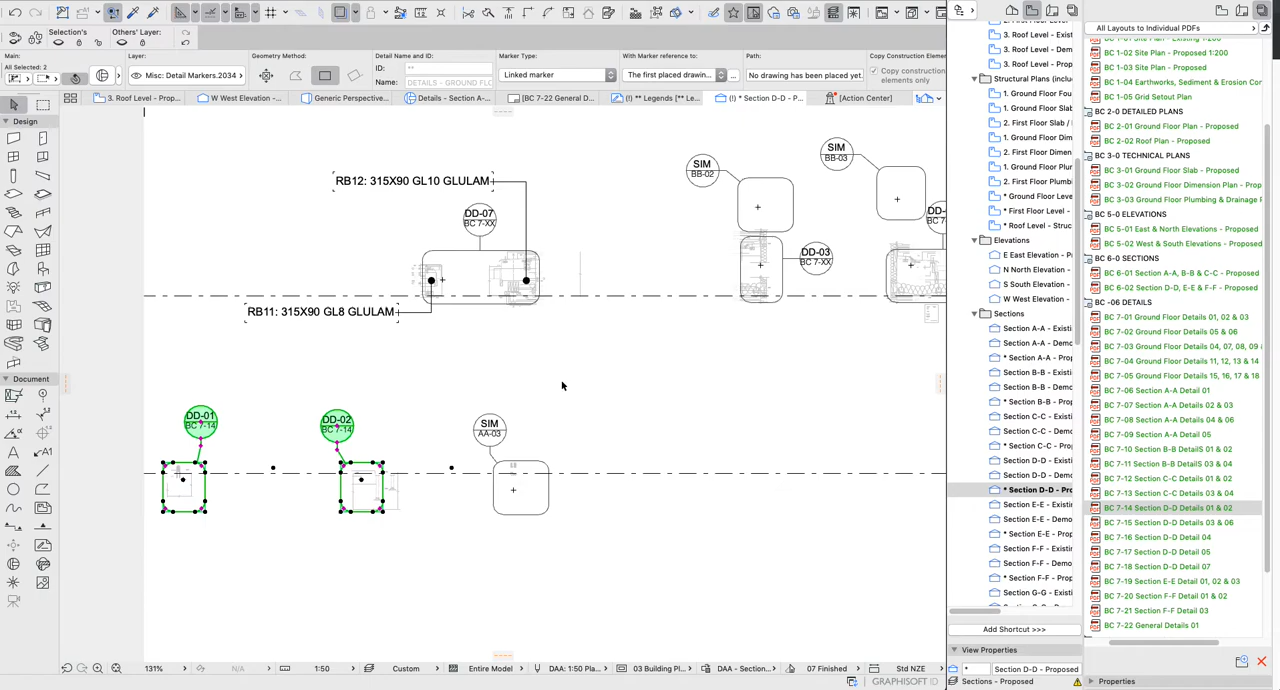 Selection's
Others' Layer:
Main:
All Selected: 2
Layer:
Misc: Detail Markers.2034
Geometry Method:
Detail Name and ID:
ID:
Name:
DETAILS - GROUND FLO
Marker Type:
Linked marker
With Marker reference to:
The first placed drawin...
...
Path:
No drawing has been placed yet.
Copy Construction Elements
Copy construction
elements only
3. Roof Level - Prop...
W West Elevation -...
Generic Perspective...
Details - Section A-...
[BC 7-22 General D...
(!) ** Legends [** Le...
(!) * Section D-D - P...
[Action Center]
Design
Document
RB12: 315X90 GL10 GLULAM
DD-07
BC 7-XX
RB11: 315X90 GL8 GLULAM
SIM
BB-02
SIM
BB-03
DD-03
BC 7-XX
DD-01
BC 7-14
DD-02
BC 7-14
SIM
AA-03
131%
N/A
1:50
Custom
Entire Model
DAA: 1:50 Pla...
03 Building Pl...
DAA - Section...
07 Finished
Std NZE
GRAPHISOFT ID
3. Roof Level - Exist
3. Roof Level - Dem
3. Roof Level - Prop
Structural Plans (inclu
1. Ground Floor Fou
1. Ground Floor Slab
2. First Floor Slab /
1. Ground Floor Dim
2. First Floor Dimen
1. Ground Floor Plur
2. First Floor Plumbi
* Ground Floor Leve
* First Floor Level -
* Roof Level - Struc
Elevations
E East Elevation - P
N North Elevation -
S South Elevation -
W West Elevation -
Sections
Section A-A - Existi
Section A-A - Demo
* Section A-A - Prop
Section B-B - Existi
Section B-B - Demo
* Section B-B - Prop
Section C-C - Existi
Section C-C - Demo
* Section C-C - Prop
Section D-D - Existi
Section D-D - Demo
* Section D-D - Pro
Section E-E - Existi
Section E-E - Demo
* Section E-E - Prop
Section F-F - Existi
Section F-F - Demo
* Section F-F - Prop
Section G-G - Existi
Add Shortcut >>>
View Properties
*
Section D-D - Proposed
Sections - Proposed
All Layouts to Individual PDFs
BC 1-01 Site Plan - Existing 1:200
BC 1-02 Site Plan - Proposed 1:200
BC 1-03 Site Plan - Proposed
BC 1-04 Earthworks, Sediment & Erosion Cor
BC 1-05 Grid Setout Plan
BC 2-0 DETAILED PLANS
BC 2-01 Ground Floor Plan - Proposed
BC 2-02 Roof Plan - Proposed
BC 3-0 TECHNICAL PLANS
BC 3-01 Ground Floor Slab - Proposed
BC 3-02 Ground Floor Dimension Plan - Prop
BC 3-03 Ground Floor Plumbing & Drainage F
BC 5-0 ELEVATIONS
BC 5-01 East & North Elevations - Proposed
BC 5-02 West & South Elevations - Proposed
BC 6-0 SECTIONS
BC 6-01 Section A-A, B-B & C-C - Proposed
BC 6-02 Section D-D, E-E & F-F - Proposed
BC -06 DETAILS
BC 7-01 Ground Floor Details 01, 02 & 03
BC 7-02 Ground Floor Details 05 & 06
BC 7-03 Ground Floor Details 04, 07, 08, 09 &
BC 7-04 Ground Floor Details 11, 12, 13 & 14
BC 7-05 Ground Floor Details 15, 16, 17 & 18
BC 7-06 Section A-A Detail 01
BC 7-07 Section A-A Details 02 & 03
BC 7-08 Section A-A Details 04 & 06
BC 7-09 Section A-A Detail 05
BC 7-10 Section B-B DetailS 01 & 02
BC 7-11 Section B-B DetailS 03 & 04
BC 7-12 Section C-C Details 01 & 02
BC 7-13 Section C-C Details 03 & 04
BC 7-14 Section D-D Details 01 & 02
BC 7-15 Section D-D Details 03 & 06
BC 7-16 Section D-D Detail 04
BC 7-17 Section D-D Detail 05
BC 7-18 Section D-D Detail 07
BC 7-19 Section E-E Detail 01, 02 & 03
BC 7-20 Section F-F Detail 01 & 02
BC 7-21 Section F-F Detail 03
BC 7-22 General Details 01
Properties